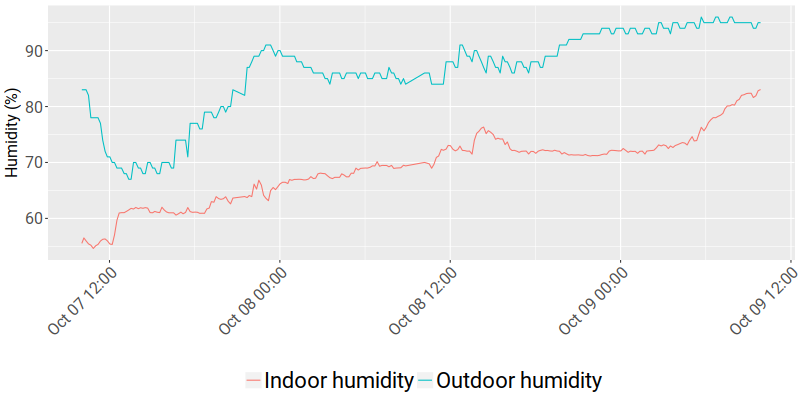 Humidity (%)
90
80
70
60
Oct 07 12:00
Oct 08 00:00
Oct 08 12:00
Oct 09 00:00
Oct 09 12:00
Indoor humidity Outdoor humidity